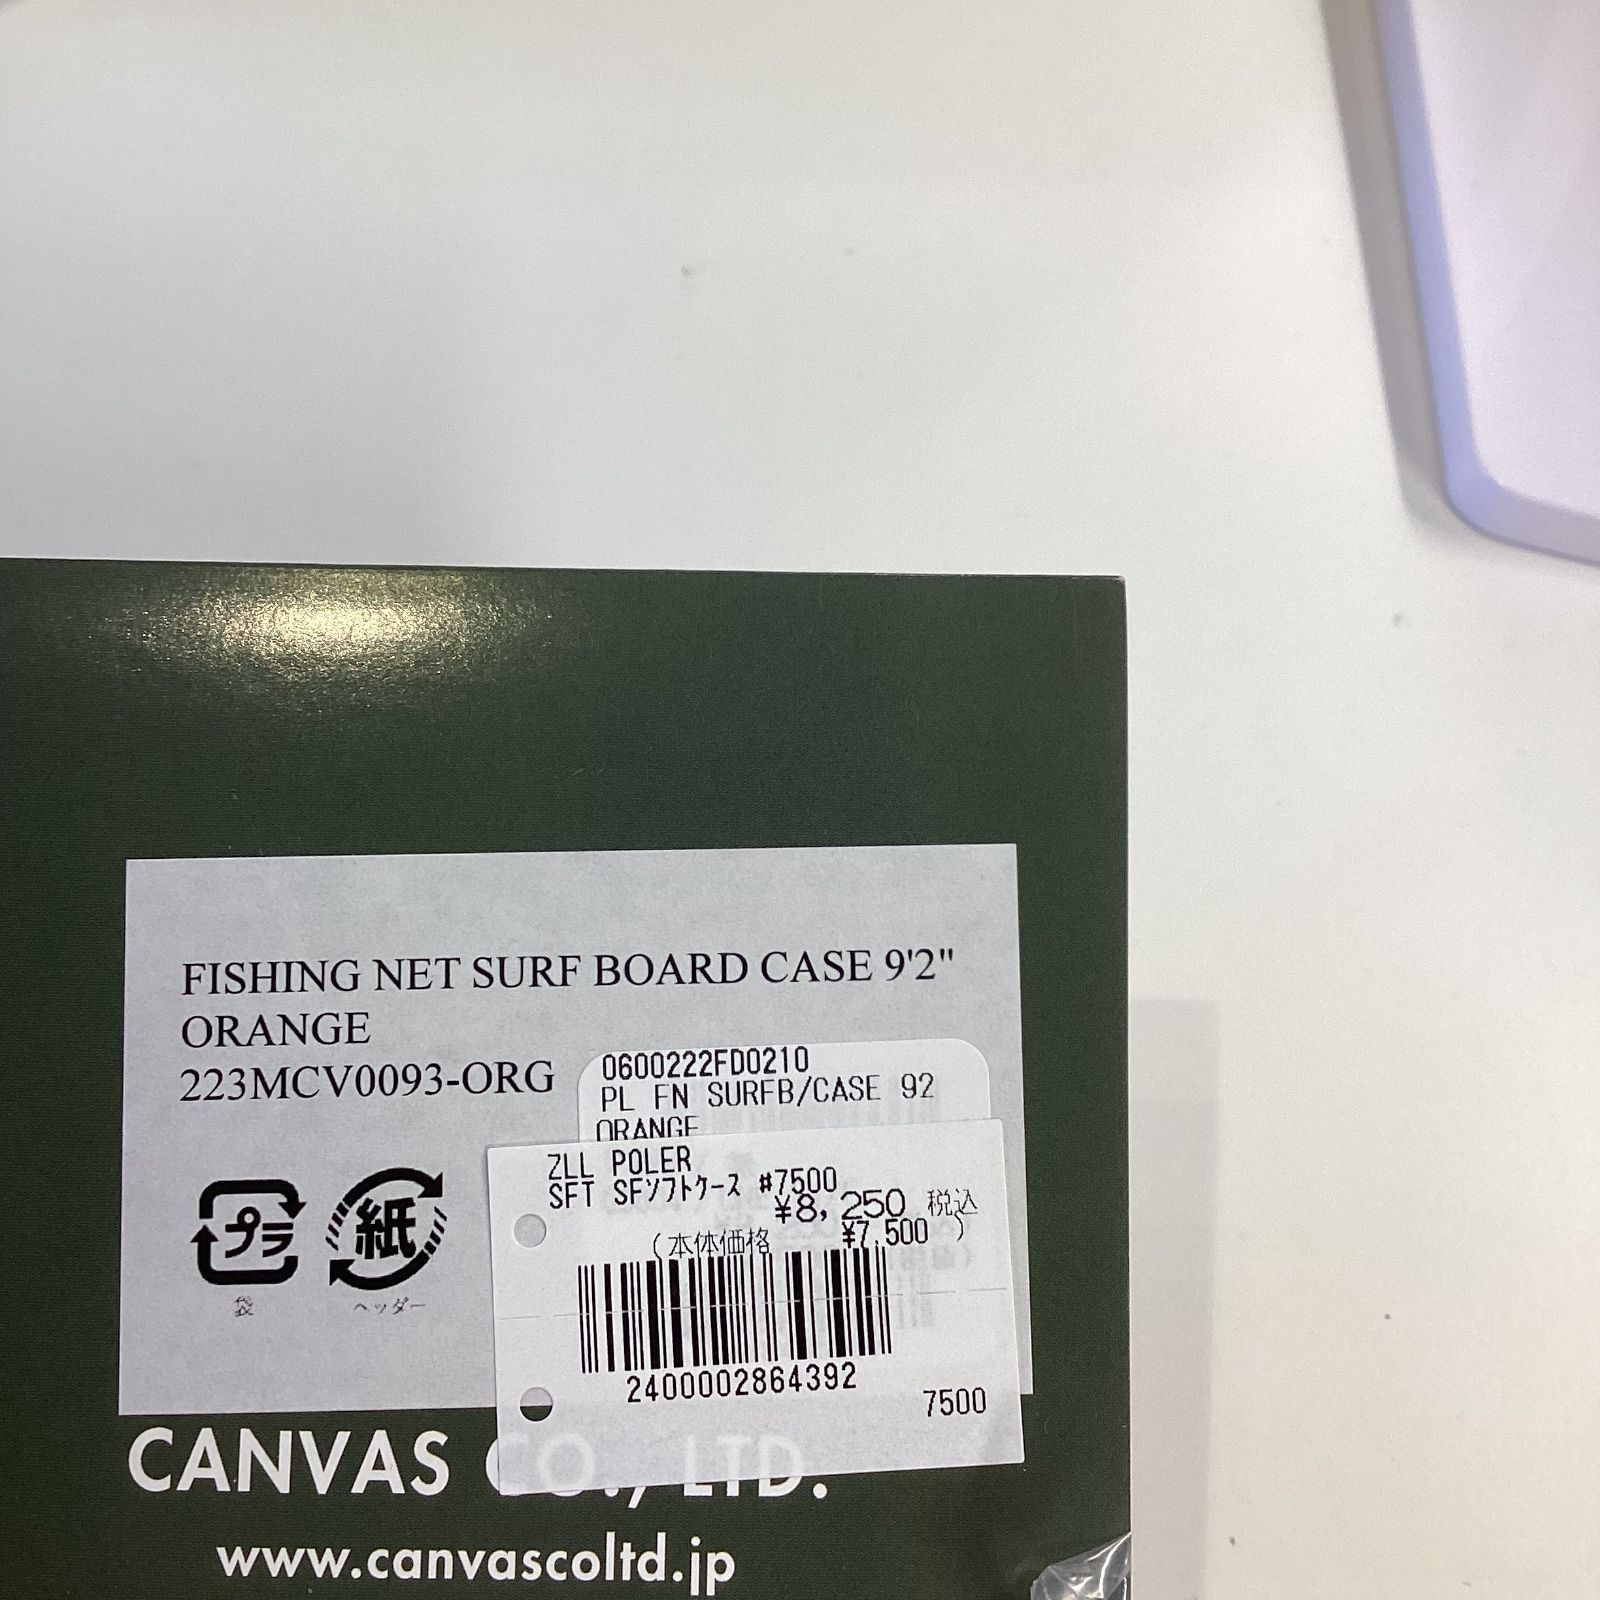 FISHING NET SURF BOARD CASE 9'2"
ORANGE
223MCV0093-ORG
0600222FD0210
PL FN SURFB/CASE 92
ORANGE
ZLL POLER
SFT SFソフトケース #7500
¥8,250 税込
(本体価格 ¥7,500 )
2400002864392
7500
プラ
袋
紙
ヘッダー
CANVAS CO., LTD.
www.canvascoltd.jp